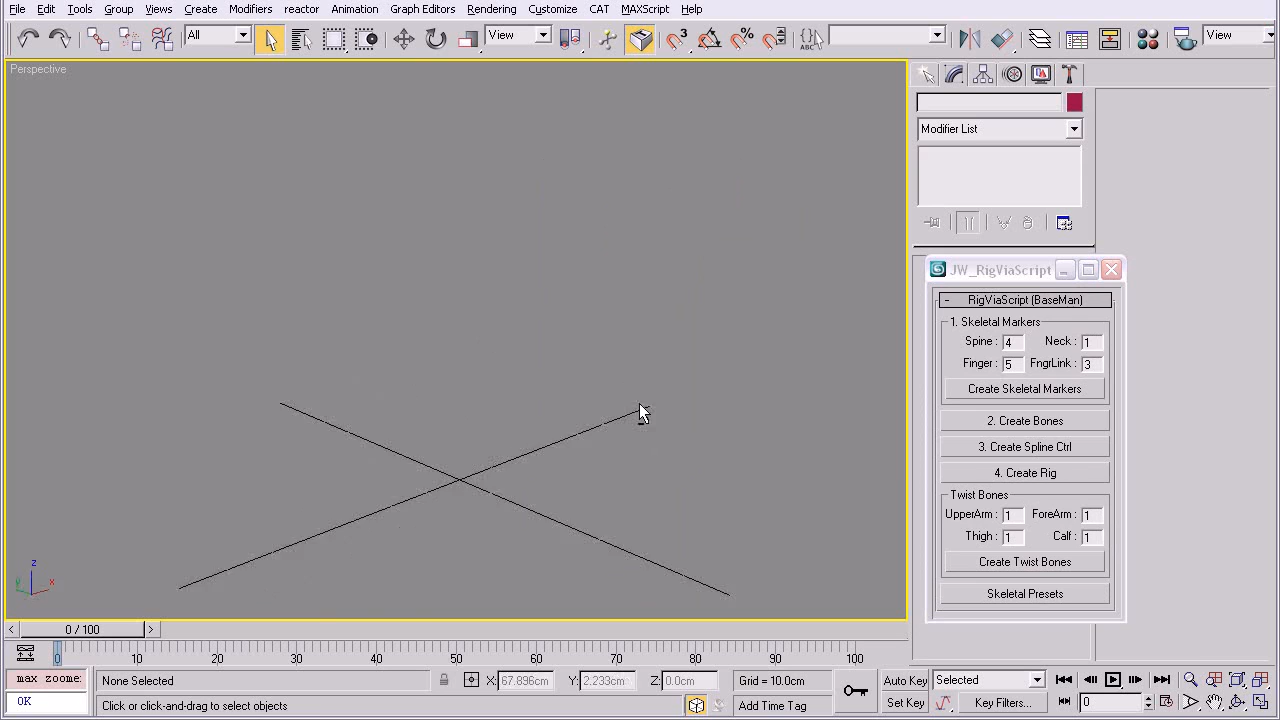 File Edit Tools Group Views Create Modifiers reactor Animation Graph Editors Rendering Customize CAT MAXScript Help
All View 3 % ABC View
Perspective
Modifier List
JW_RigViaScript
- RigViaScript (BaseMan)
1. Skeletal Markers
Spine : 4 Neck : 1
Finger : 5 FngrLink : 3
Create Skeletal Markers
2. Create Bones
3. Create Spline Ctrl
4. Create Rig
Twist Bones
UpperArm : 1 ForeArm : 1
Thigh : 1 Calf : 1
Create Twist Bones
Skeletal Presets
z
y x
< 0 / 100 >
0 10 20 30 40 50 60 70 80 90 100
max zoome: None Selected X: 67.896cm Y: 2.233cm Z: 0.0cm Grid = 10.0cm Auto Key Selected
OK Click or click-and-drag to select objects Add Time Tag Set Key Key Filters... 0